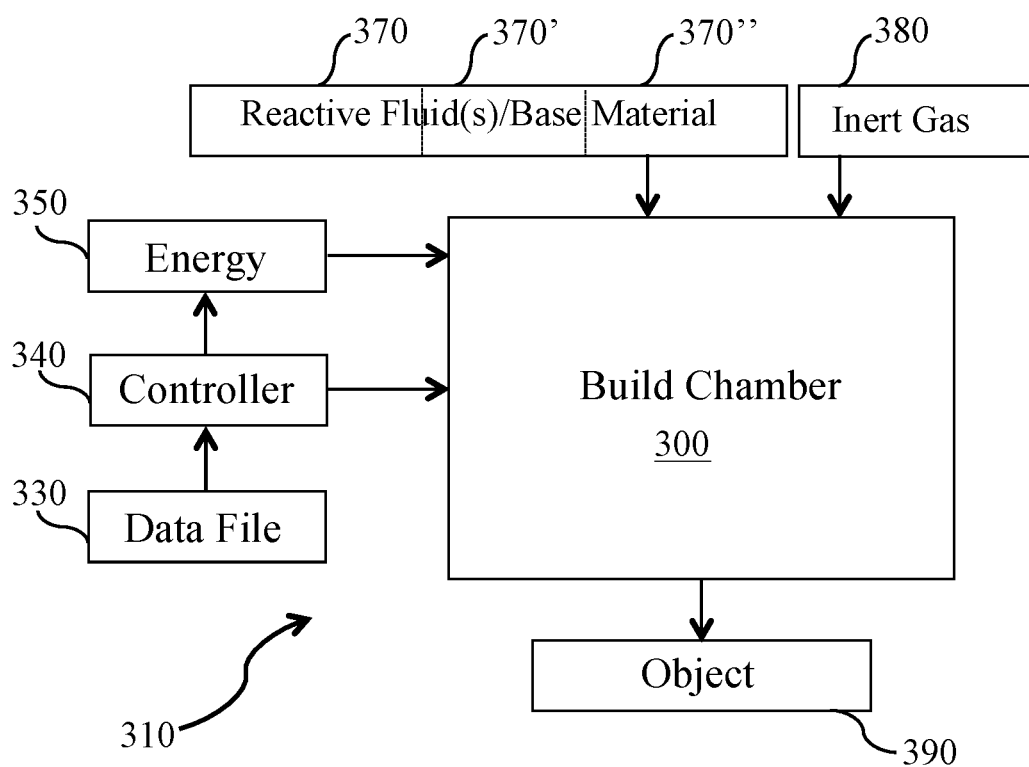 370 370’ 370’’ 380
Reactive Fluid(s)/Base Material
Inert Gas
350
Energy
340
Controller
Build Chamber
300
330
Data File
Object
310
390